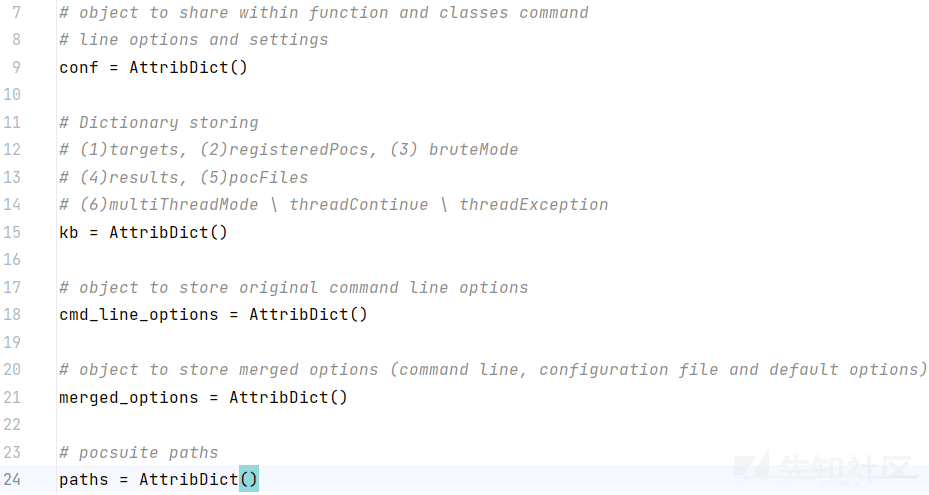 7 # object to share within function and classes command
8 # line options and settings
9 conf = AttribDict()
10
11 # Dictionary storing
12 # (1)targets, (2)registeredPocs, (3) bruteMode
13 # (4)results, (5)pocFiles
14 # (6)multiThreadMode \ threadContinue \ threadException
15 kb = AttribDict()
16
17 # object to store original command line options
18 cmd_line_options = AttribDict()
19
20 # object to store merged options (command line, configuration file and default options)
21 merged_options = AttribDict()
22
23 # pocsuite paths
24 paths = AttribDict()
先知社区